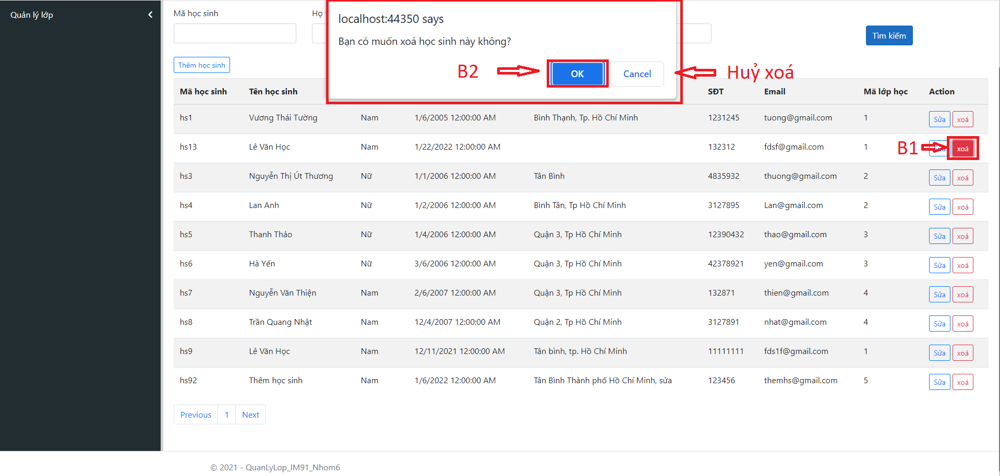 Quản lý lớp
Mã học sinh
Họ
localhost:44350 says
Bạn có muốn xoá học sinh này không?
Tìm kiếm
B2 OK Cancel Huỷ xoá
Thêm học sinh
Mã học sinh Tên học sinh SĐT Email Mã lớp học Action
hs1 Vương Thái Tường Nam 1/6/2005 12:00:00 AM Bình Thạnh, Tp. Hồ Chí Minh 1231245 tuong@gmail.com 1 Sửa xoá
hs13 Lê Văn Học Nam 1/22/2022 12:00:00 AM 132312 fdsf@gmail.com 1 B1 xoá
hs3 Nguyễn Thị Út Thương Nữ 1/1/2006 12:00:00 AM Tân Bình 4835932 thuong@gmail.com 2 Sửa xoá
hs4 Lan Anh Nữ 1/2/2006 12:00:00 AM Bình Tân, Tp Hồ Chí Minh 3127895 Lan@gmail.com 2 Sửa xoá
hs5 Thanh Thảo Nữ 1/4/2006 12:00:00 AM Quận 3, Tp Hồ Chí Minh 12390432 thao@gmail.com 3 Sửa xoá
hs6 Hà Yến Nữ 3/6/2006 12:00:00 AM Quận 3, Tp Hồ Chí Minh 42378921 yen@gmail.com 3 Sửa xoá
hs7 Nguyễn Văn Thiện Nam 2/6/2007 12:00:00 AM Quận 3, Tp Hồ Chí Minh 132871 thien@gmail.com 4 Sửa xoá
hs8 Trần Quang Nhật Nam 12/4/2007 12:00:00 AM Quận 2, Tp Hồ Chí Minh 3127891 nhat@gmail.com 4 Sửa xoá
hs9 Lê Văn Học Nam 12/11/2021 12:00:00 AM Tân bình, tp. Hồ Chí Minh 11111111 fds1f@gmail.com 1 Sửa xoá
hs92 Thêm học sinh Nam 1/6/2022 12:00:00 AM Tân Bình Thành phố Hồ Chí Minh, sửa 123456 themhs@gmail.com 5 Sửa xoá
Previous 1 Next
© 2021 - QuanLyLop_IM91_Nhom6